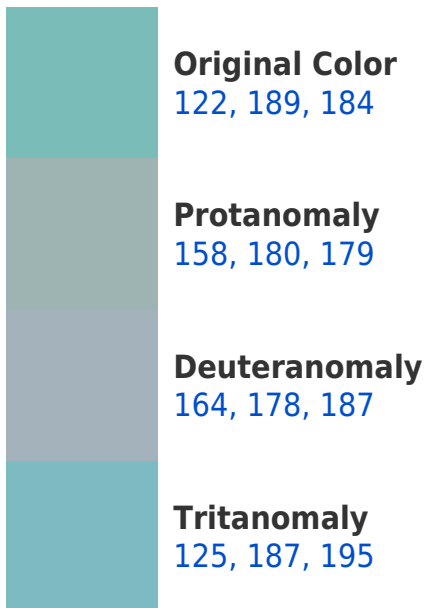 Original Color
122, 189, 184
Protanomaly
158, 180, 179
Deuteranomaly
164, 178, 187
Tritanomaly
125, 187, 195